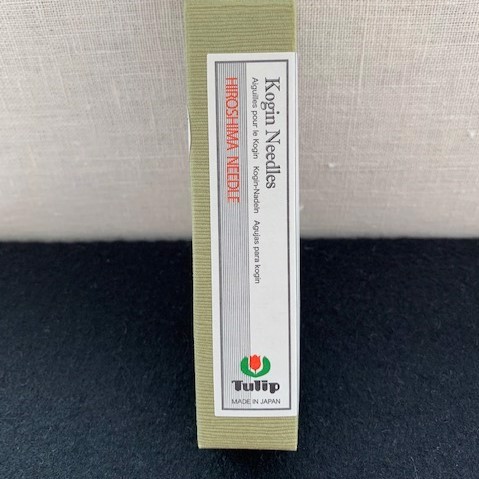 Kogin Needles
Aiguilles pour le Kogin Kogin-Nadeln Agujas para kogin
HIROSHIMA NEEDLE
Tulip
MADE IN JAPAN